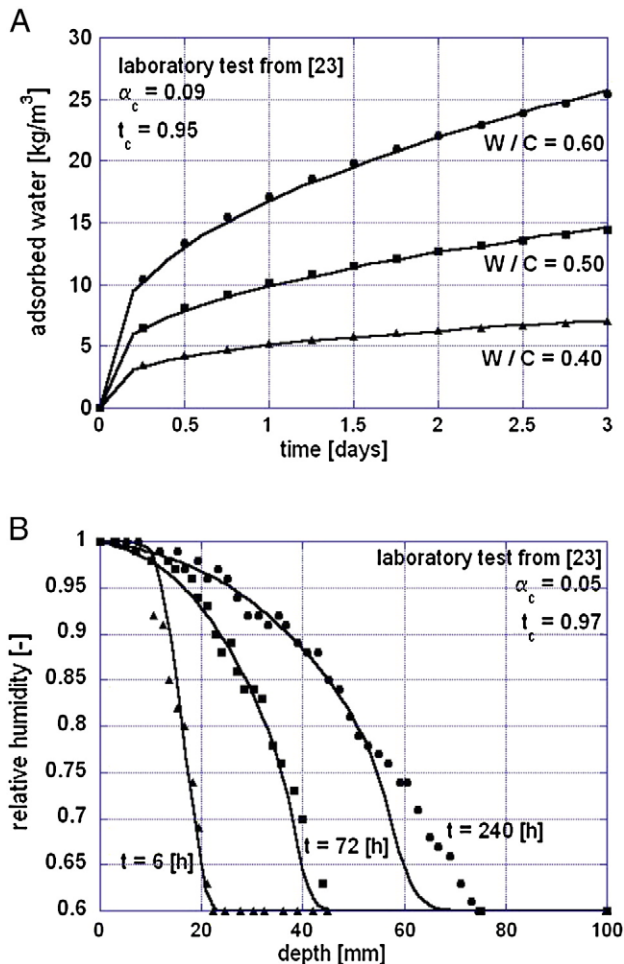 A
30
25
20
15
10
5
0
adsorbed water [kg/m³]
laboratory test from [23]
α_c = 0.09
t_c = 0.95
W / C = 0.60
W / C = 0.50
W / C = 0.40
0 0.5 1 1.5 2 2.5 3
time [days]
B
1
0.95
0.9
0.85
0.8
0.75
0.7
0.65
0.6
relative humidity [-]
laboratory test from [23]
α_c = 0.05
t_c = 0.97
t = 6 [h]
t = 72 [h]
t = 240 [h]
0 20 40 60 80 100
depth [mm]